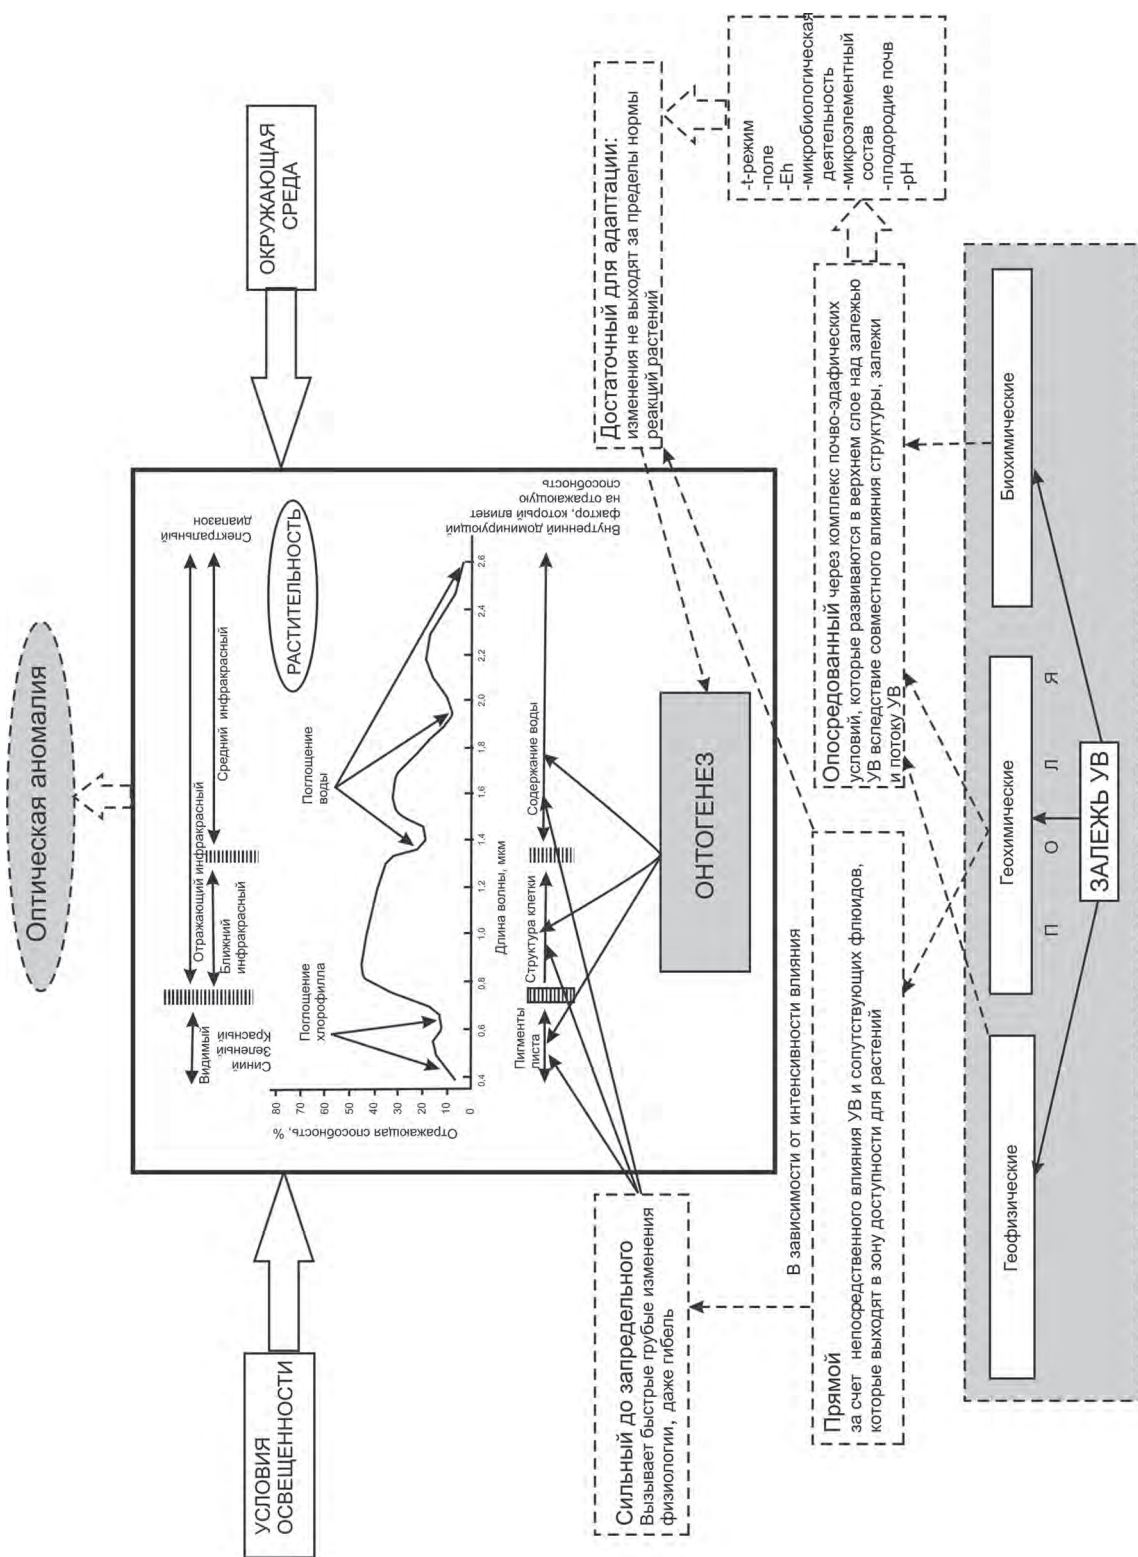 Оптическая аномалия
УСЛОВИЯ
ОСВЕЩЕННОСТИ
ОКРУЖАЮЩАЯ
СРЕДА
Спектральный
диапазон
Видимый
Синий
Зеленый
Красный
Отражающий инфракрасный
Ближний
инфракрасный
Средний инфракрасный
РАСТИТЕЛЬНОСТЬ
Отражающая способность, %
80
70
60
50
40
30
20
10
0
Поглощение
хлорофилла
Поглощение
воды
0.4
0.6
0.8
1.0
1.2
1.4
1.6
1.8
2.0
2.2
2.4
2.6
Длина волны, мкм
Пигменты
листа
Структура клетки
Содержание воды
Внутренний доминирующий
фактор, который влияет
на отражающую
способность
ОНТОГЕНЕЗ
Сильный до запредельного
Вызывает быстрые грубые изменения
физиологии, даже гибель
Достаточный для адаптации:
изменения не выходят за пределы нормы
реакций растений
В зависимости от интенсивности влияния
-t-режим
-поле
-Eh
-микробиологическая
деятельность
-микроэлементный
состав
-плодородие почв
-pH
Прямой
за счет непосредственного влияния УВ и сопутствующих флюидов,
которые выходят в зону доступности для растений
Опосредованный через комплекс почво-эдафических
условий, которые развиваются в верхнем слое над залежью
УВ вследствие совместного влияния структуры, залежи
и потоку УВ
Геофизические
Геохимические
Биохимические
П О Л Я
ЗАЛЕЖЬ УВ